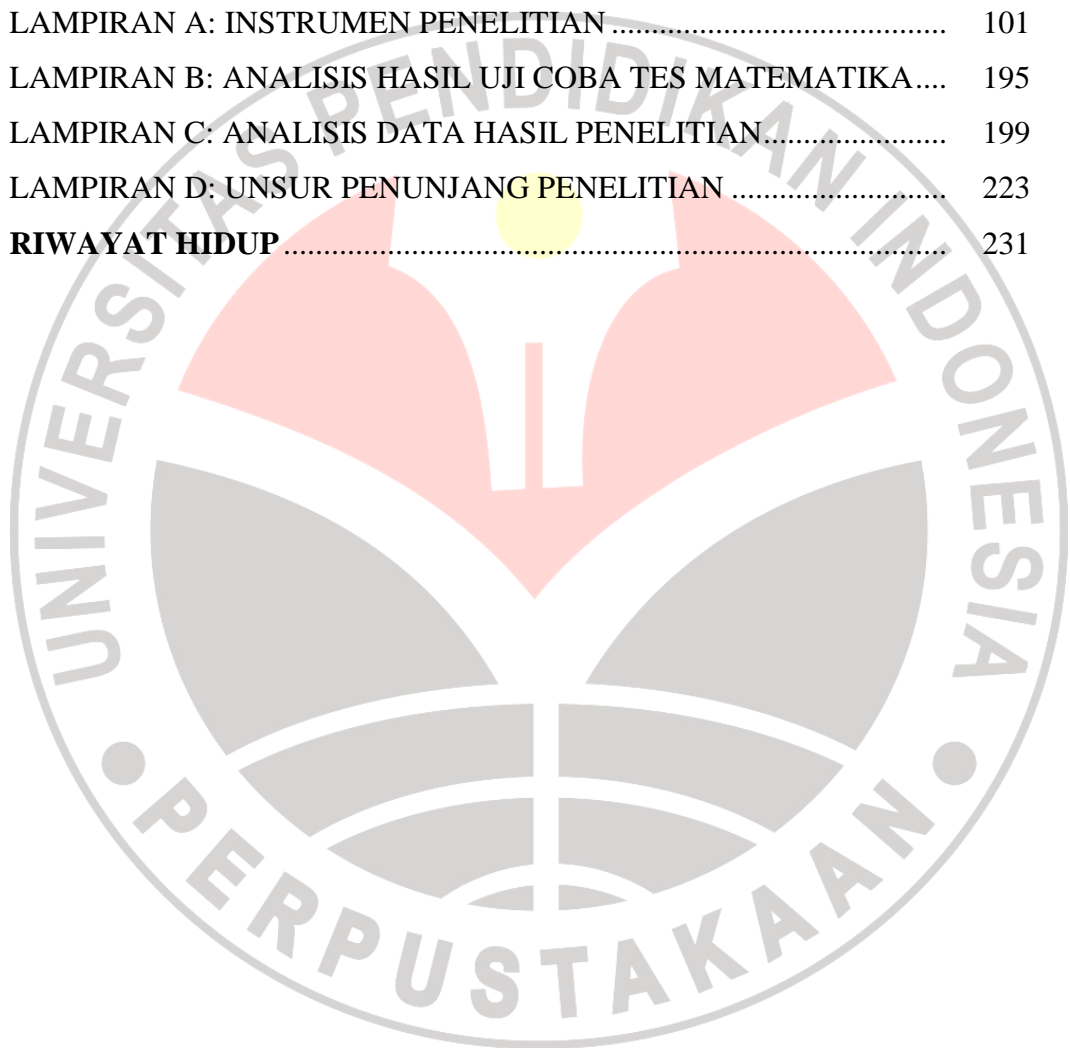 LAMPIRAN A: INSTRUMEN PENELITIAN ..................................... 101
LAMPIRAN B: ANALISIS HASIL UJI COBA TES MATEMATIKA .... 195
LAMPIRAN C: ANALISIS DATA HASIL PENELITIAN .................... 199
LAMPIRAN D: UNSUR PENUNJANG PENELITIAN ........................ 223
RIWAYAT HIDUP ......................................................................... 231
UNIVERSITAS PENDIDIKAN INDONESIA
PERPUSTAKAAN